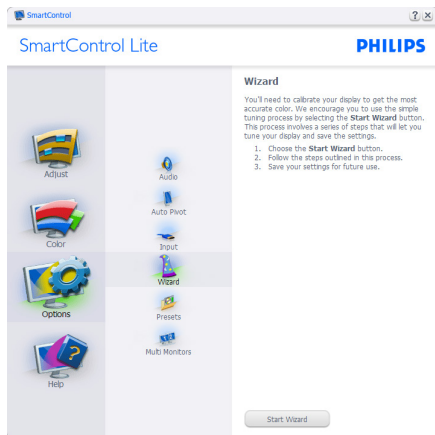 SmartControl
? x
SmartControl Lite
PHILIPS
Adjust
Color
Options
Help
Audio
Auto Pivot
Input
Wizard
Presets
Multi Monitors
Wizard
You'll need to calibrate your display to get the most
accurate color. We encourage you to use the simple
tuning process by selecting the Start Wizard button.
This process involves a series of steps that will let you
tune your display and save the settings.
1. Choose the Start Wizard button.
2. Follow the steps outlined in this process.
3. Save your settings for future use.
Start Wizard